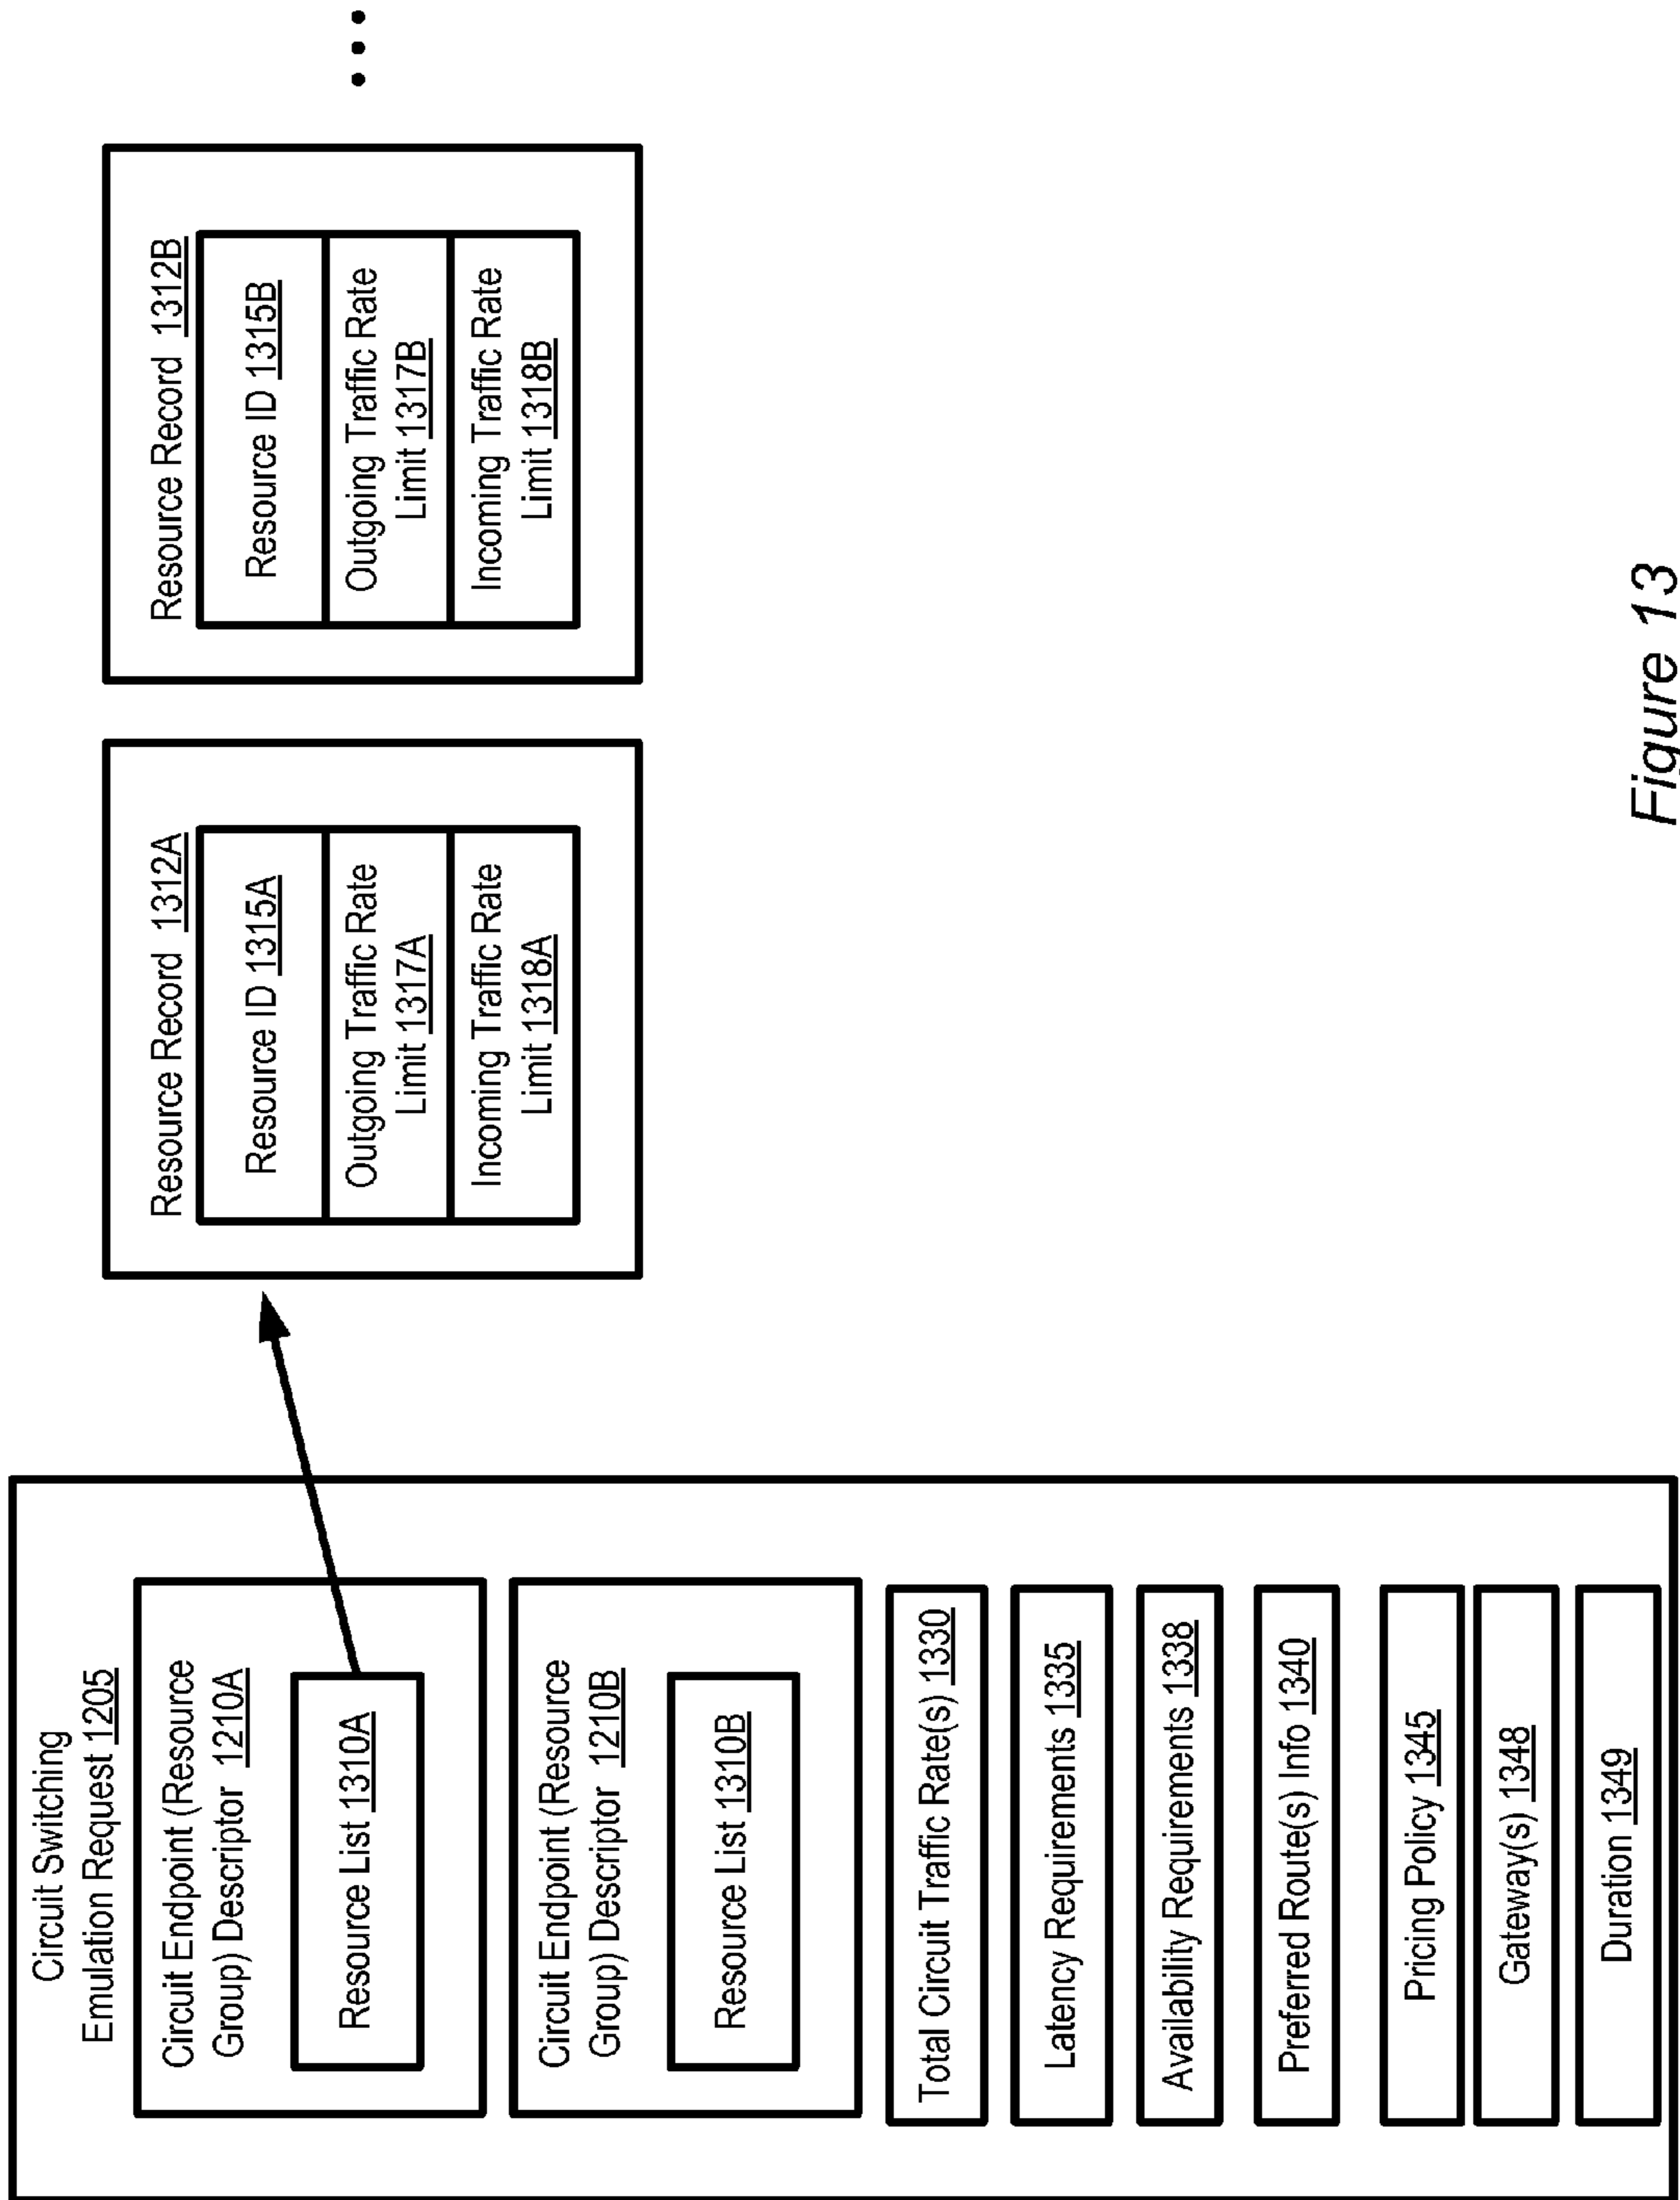 Circuit Switching
Emulation Request 1205
Circuit Endpoint (Resource
Group) Descriptor 1210A
Resource List 1310A
Circuit Endpoint (Resource
Group) Descriptor 1210B
Resource List 1310B
Total Circuit Traffic Rate(s) 1330
Latency Requirements 1335
Availability Requirements 1338
Preferred Route(s) Info 1340
Pricing Policy 1345
Gateway(s) 1348
Duration 1349
Resource Record 1312A
Resource ID 1315A
Outgoing Traffic Rate
Limit 1317A
Incoming Traffic Rate
Limit 1318A
Resource Record 1312B
Resource ID 1315B
Outgoing Traffic Rate
Limit 1317B
Incoming Traffic Rate
Limit 1318B
...
Figure 13